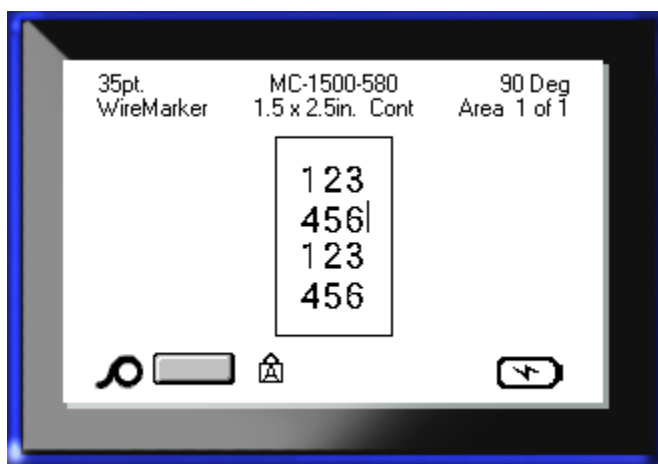 35pt. MC-1500-580 90 Deg
WireMarker 1.5 x 2.5in. Cont Area 1 of 1
123
456
123
456
A